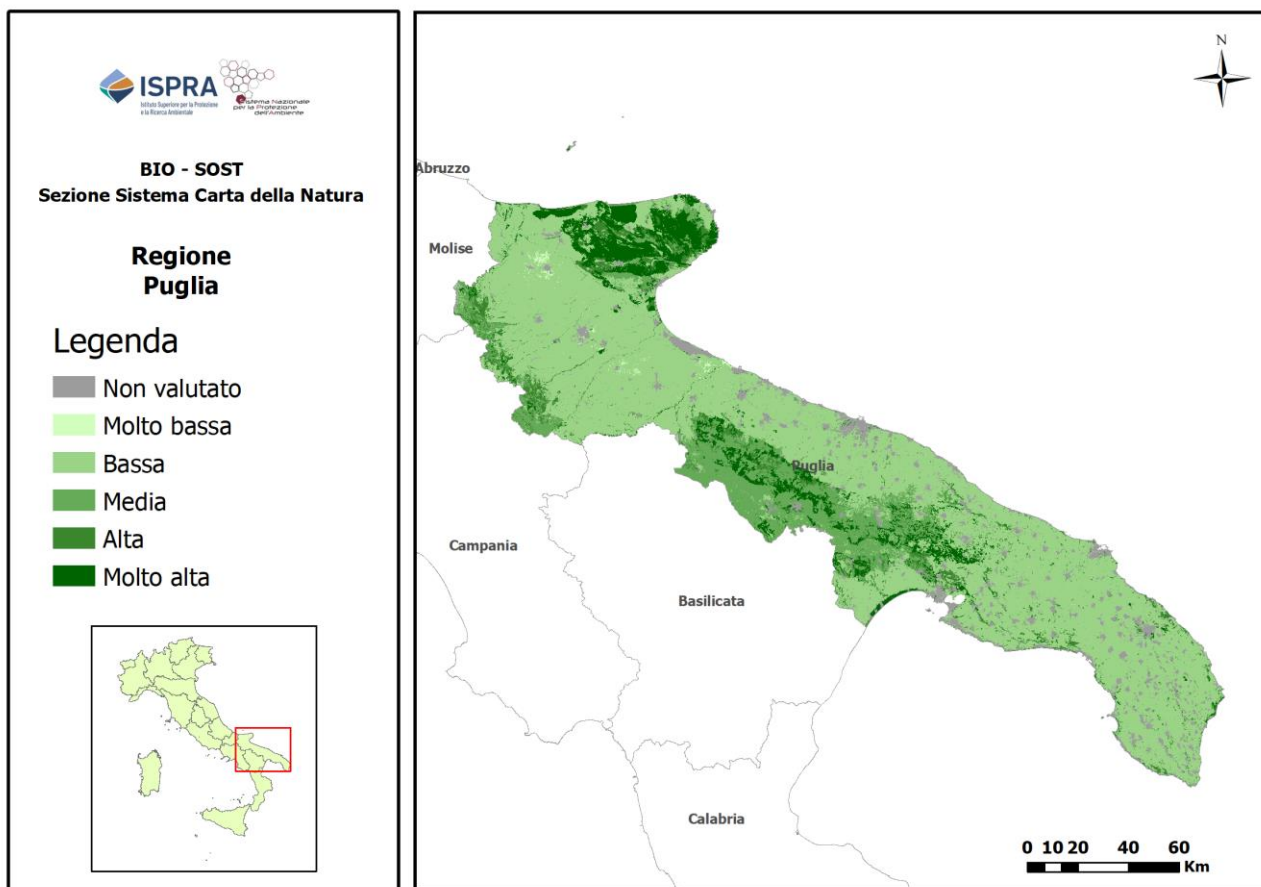 ISPRA
Istituto Superiore per la Protezione
e la Ricerca Ambientale
Sistema Nazionale
per la Protezione
dell'Ambiente
BIO - SOST
Sezione Sistema Carta della Natura
Regione
Puglia
Legenda
Non valutato
Molto bassa
Bassa
Media
Alta
Molto alta
N
Abruzzo
Molise
Puglia
Campania
Basilicata
Calabria
0 10 20 40 60
Km